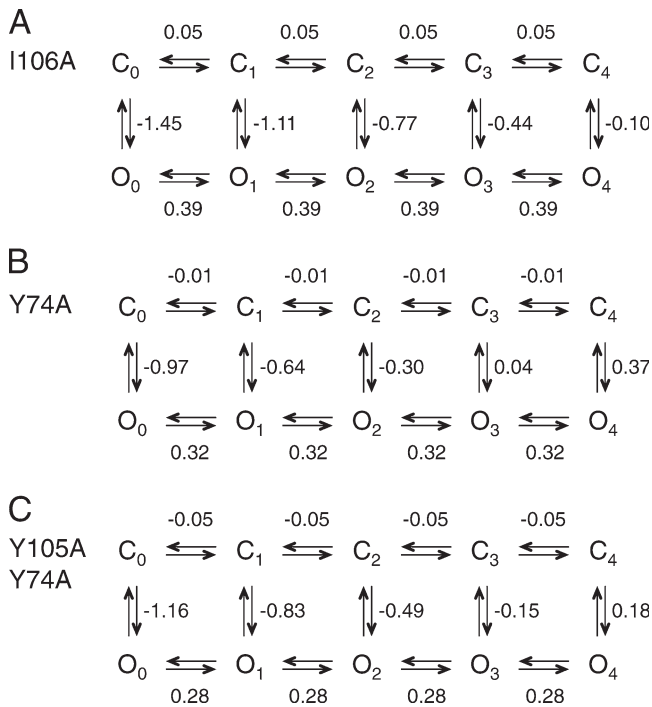 A
0.05 0.05 0.05 0.05
I106A C0 C1 C2 C3 C4
-1.45 -1.11 -0.77 -0.44 -0.10
O0 O1 O2 O3 O4
0.39 0.39 0.39 0.39
B
-0.01 -0.01 -0.01 -0.01
Y74A C0 C1 C2 C3 C4
-0.97 -0.64 -0.30 0.04 0.37
O0 O1 O2 O3 O4
0.32 0.32 0.32 0.32
C
-0.05 -0.05 -0.05 -0.05
Y105A C0 C1 C2 C3 C4
Y74A
-1.16 -0.83 -0.49 -0.15 0.18
O0 O1 O2 O3 O4
0.28 0.28 0.28 0.28